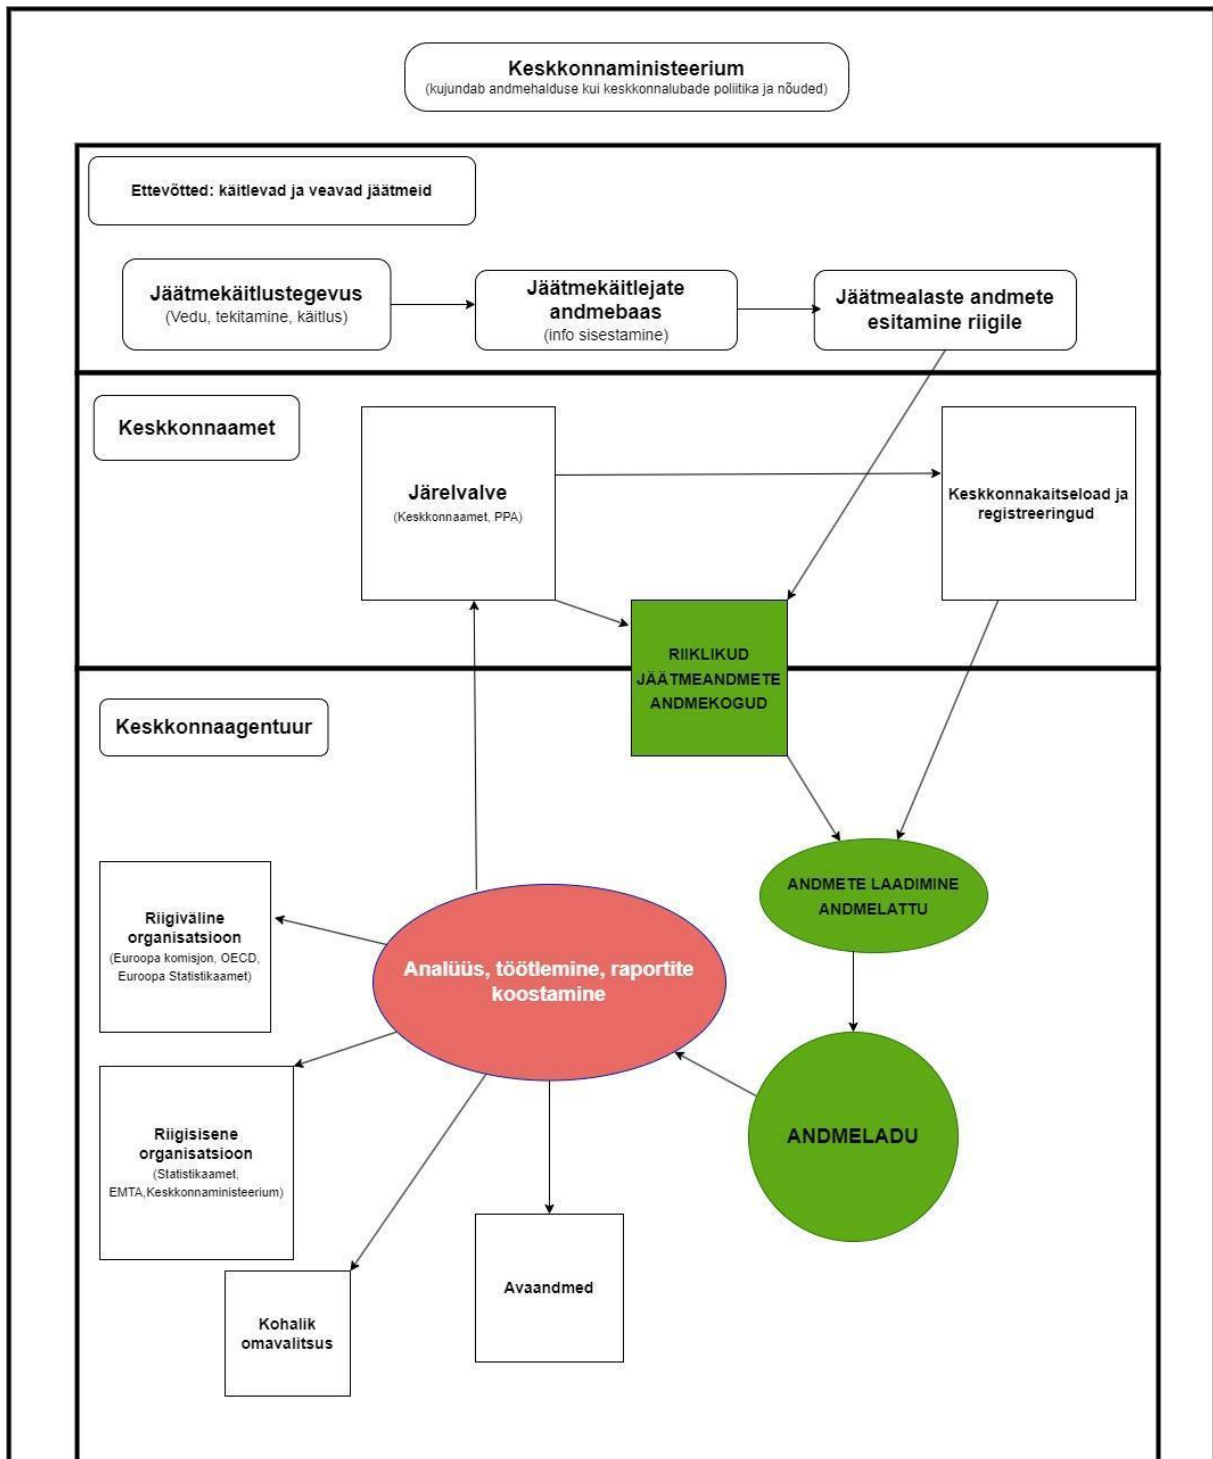 Keskkonnaministeerium
(kujundab andmehalduse kui keskkonnalubade poliitika ja nõuded)
Ettevõtted: käitlevad ja veavad jäätmeid
Jäätmekäitlustegevus
(Vedu, tekitamine, käitlus)
Jäätmekäitlejate
andmebaas
(info sisestamine)
Jäätmealaste andmete
esitamine riigile
Keskkonnaamet
Järelvalve
(Keskkonnaamet, PPA)
Keskkonnakaitseload ja
registreeringud
RIIKLIKUD
JÄÄTMEANDMETE
ANDMEKOGUD
Keskkonnaagentuur
ANDMETE LAADIMINE
ANDMELATTU
Riigiväline
organisatsioon
(Euroopa komisjon, OECD,
Euroopa Statistikaamet)
Analüüs, töötlemine, raportite
koostamine
ANDMELADU
Riigisisene
organisatsioon
(Statistikaamet,
EMTA,Keskkonnaministeerium)
Avaandmed
Kohalik
omavalitsus